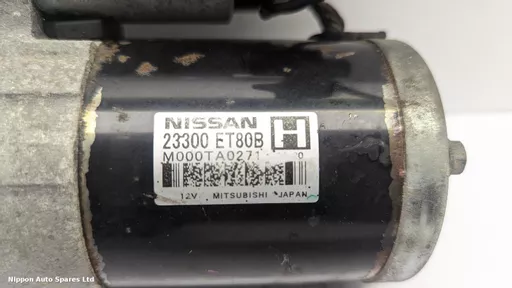 NISSAN
23300 ET80B H
M000TA0271
12V MITSUBISHI JAPAN
Nippon Auto Spares Ltd